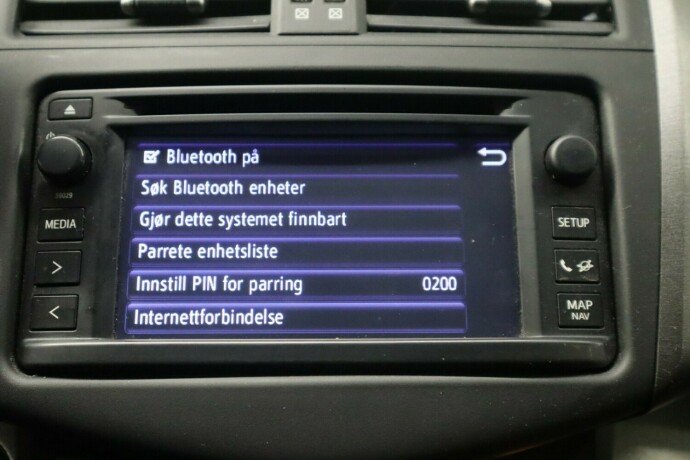 Bluetooth på
Søk Bluetooth enheter
Gjør dette systemet finnbart
Parrete enhetsliste
Innstill PIN for parring 0200
Internettforbindelse
MEDIA
SETUP
MAP
NAV